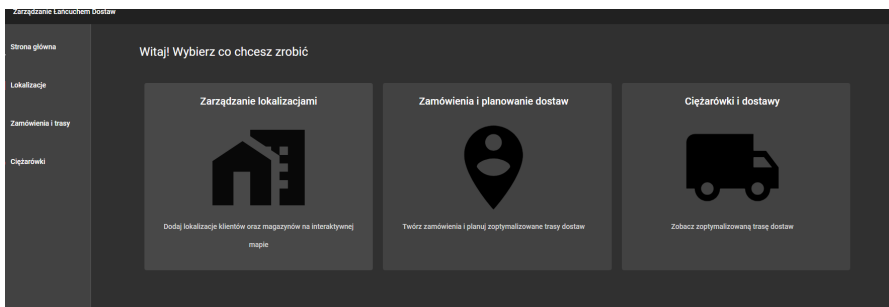 Zarządzanie Łańcuchem Dostaw
Strona główna
Lokalizacje
Zamówienia i trasy
Ciężarówki
Witaj! Wybierz co chcesz zrobić
Zarządzanie lokalizacjami
Dodaj lokalizacje klientów oraz magazynów na interaktywnej
mapie
Zamówienia i planowanie dostaw
Twórz zamówienia i planuj zoptymalizowane trasy dostaw
Ciężarówki i dostawy
Zobacz zoptymalizowaną trasę dostaw